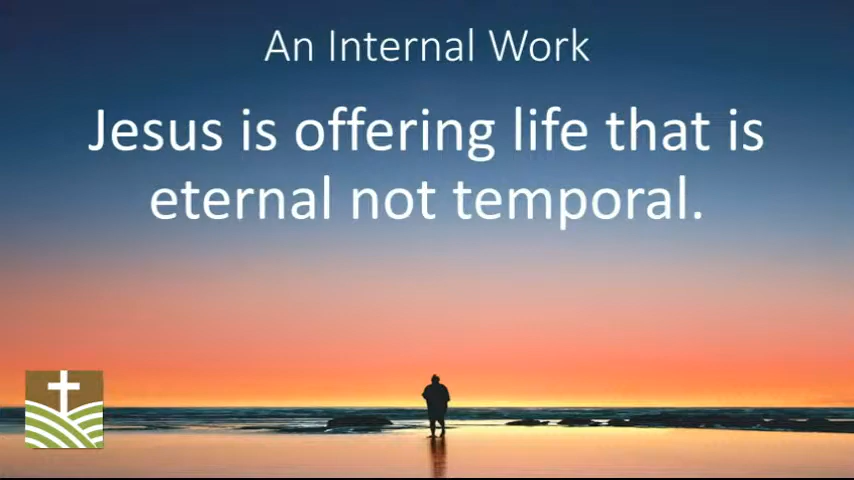 An Internal Work
Jesus is offering life that is
eternal not temporal.